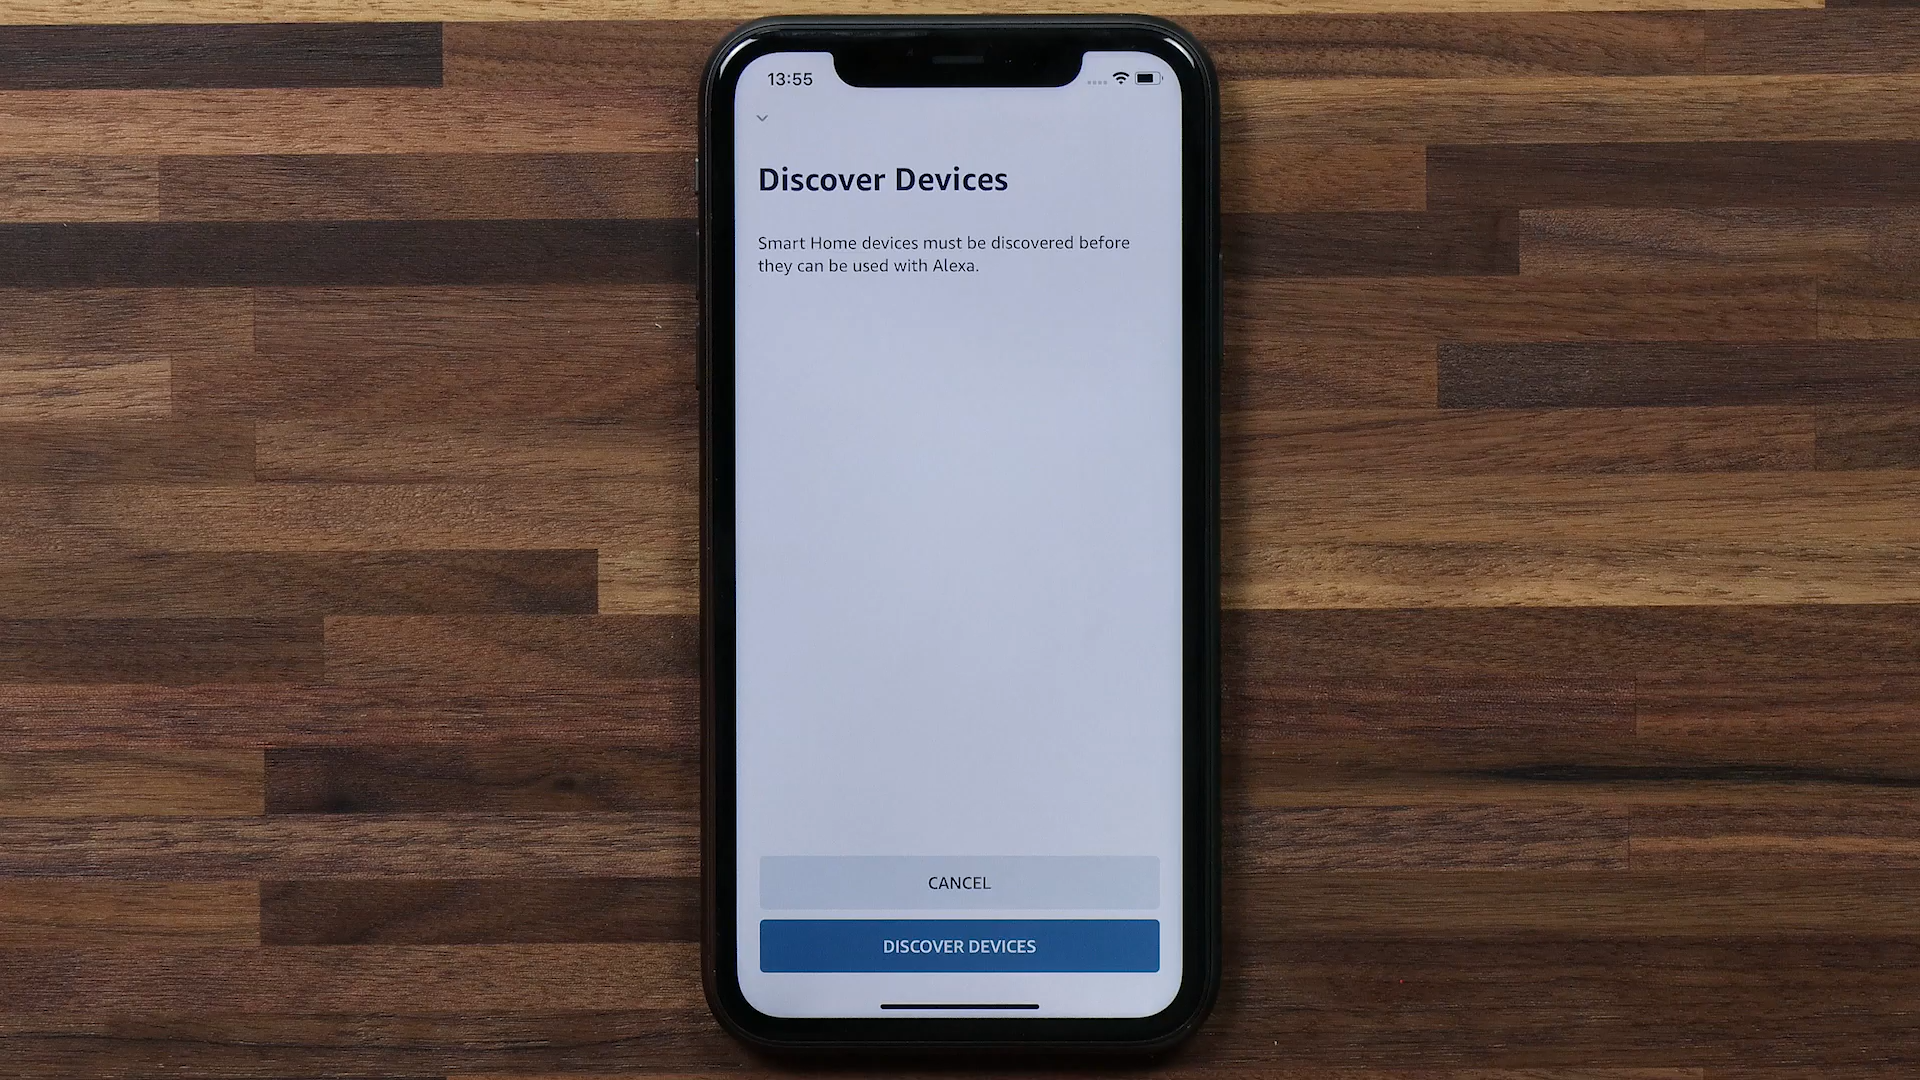 13:55
Discover Devices
Smart Home devices must be discovered before
they can be used with Alexa.
CANCEL
DISCOVER DEVICES